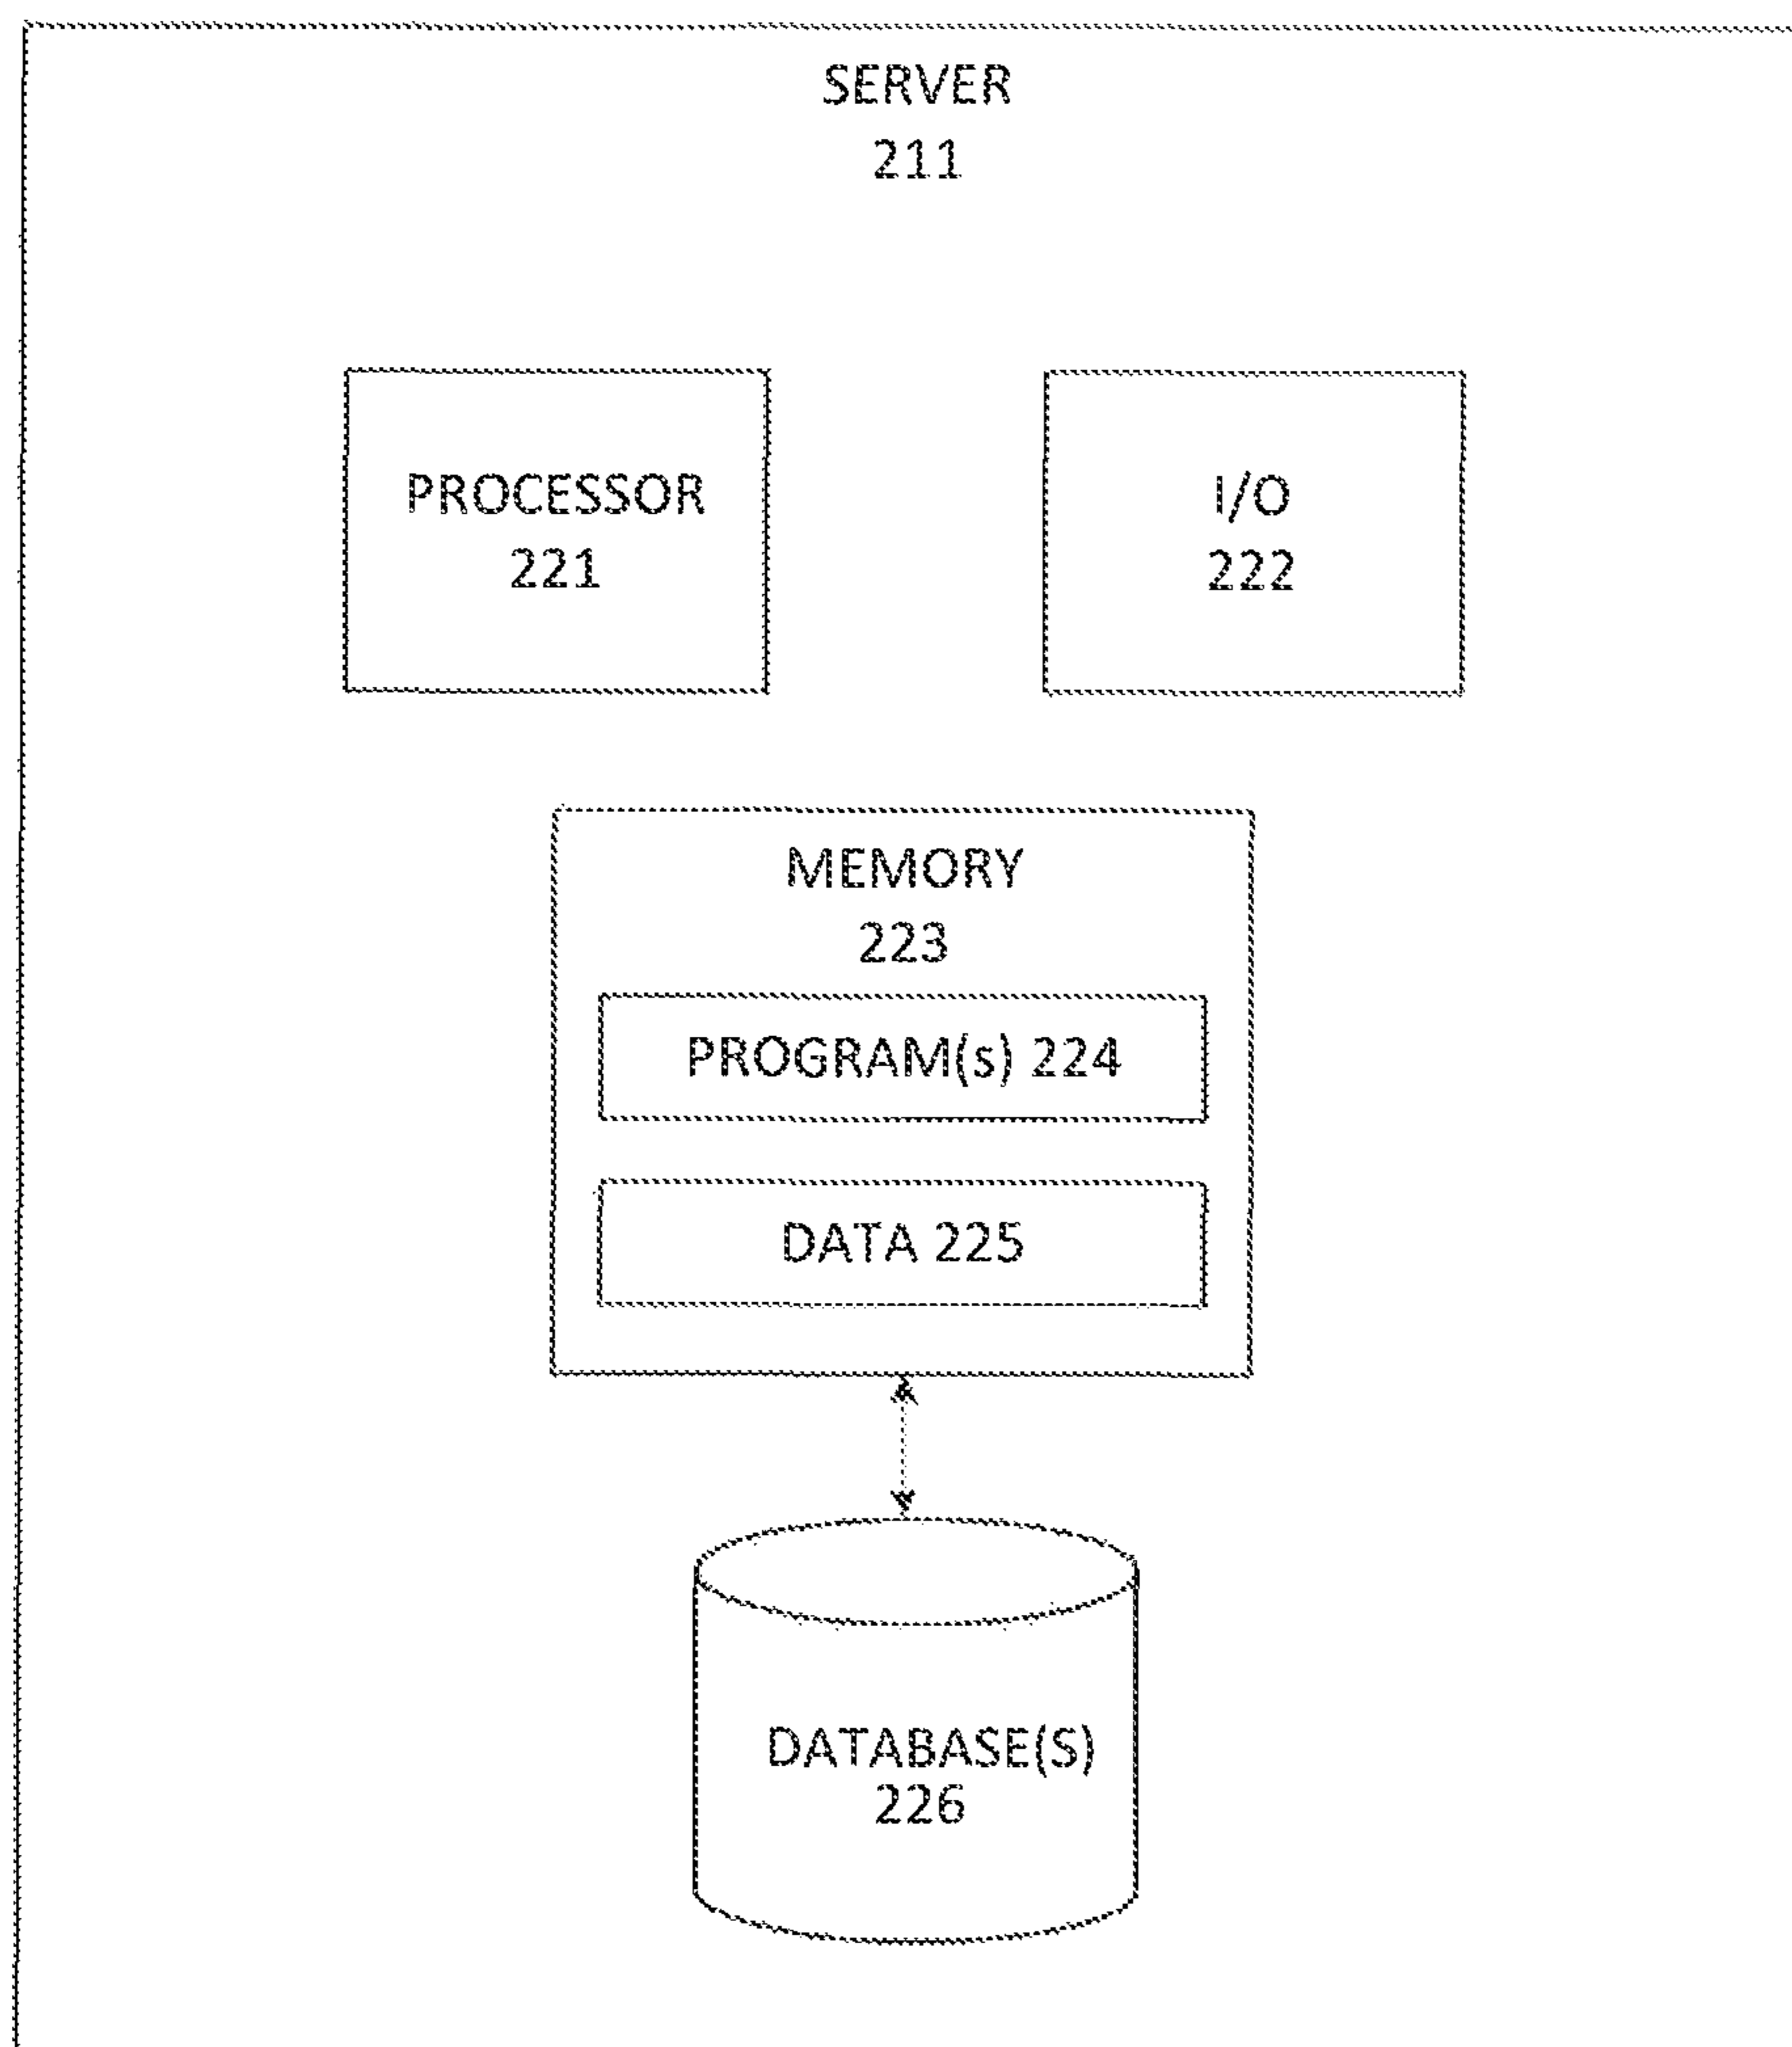 SERVER
211
PROCESSOR
221
I/O
222
MEMORY
223
PROGRAM(s) 224
DATA 225
DATABASE(S)
226